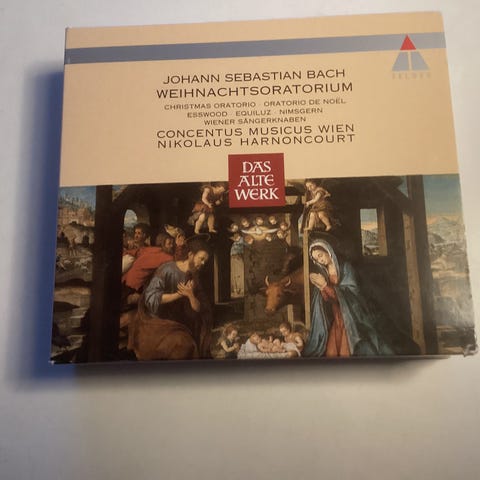 TELDEC
JOHANN SEBASTIAN BACH
WEIHNACHTSORATORIUM
CHRISTMAS ORATORIO · ORATORIO DE NOËL
ESSWOOD · EQUILUZ · NIMSGERN
WIENER SÄNGERKNABEN
CONCENTUS MUSICUS WIEN
NIKOLAUS HARNONCOURT
DAS
ALTE
WERK